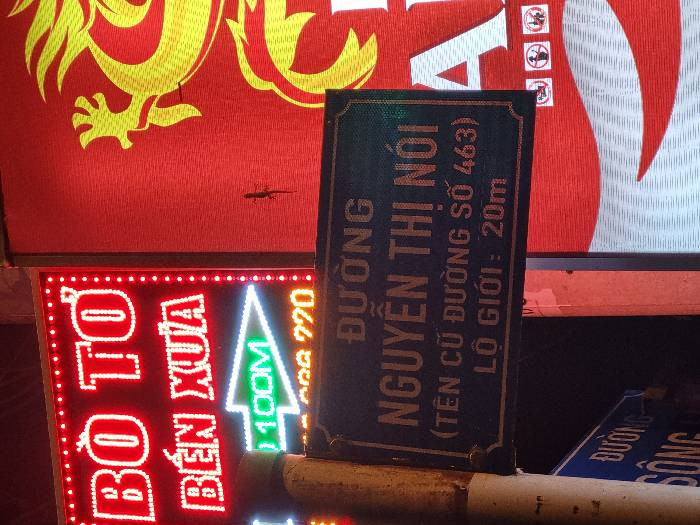 ĐƯỜNG
NGUYỄN THỊ NÓI
(TÊN CŨ ĐƯỜNG SỐ 463)
LỘ GIỚI : 20m
BÒ TƠ
BẾN XƯA
100M
220
ĐƯỜNG
SÔNG